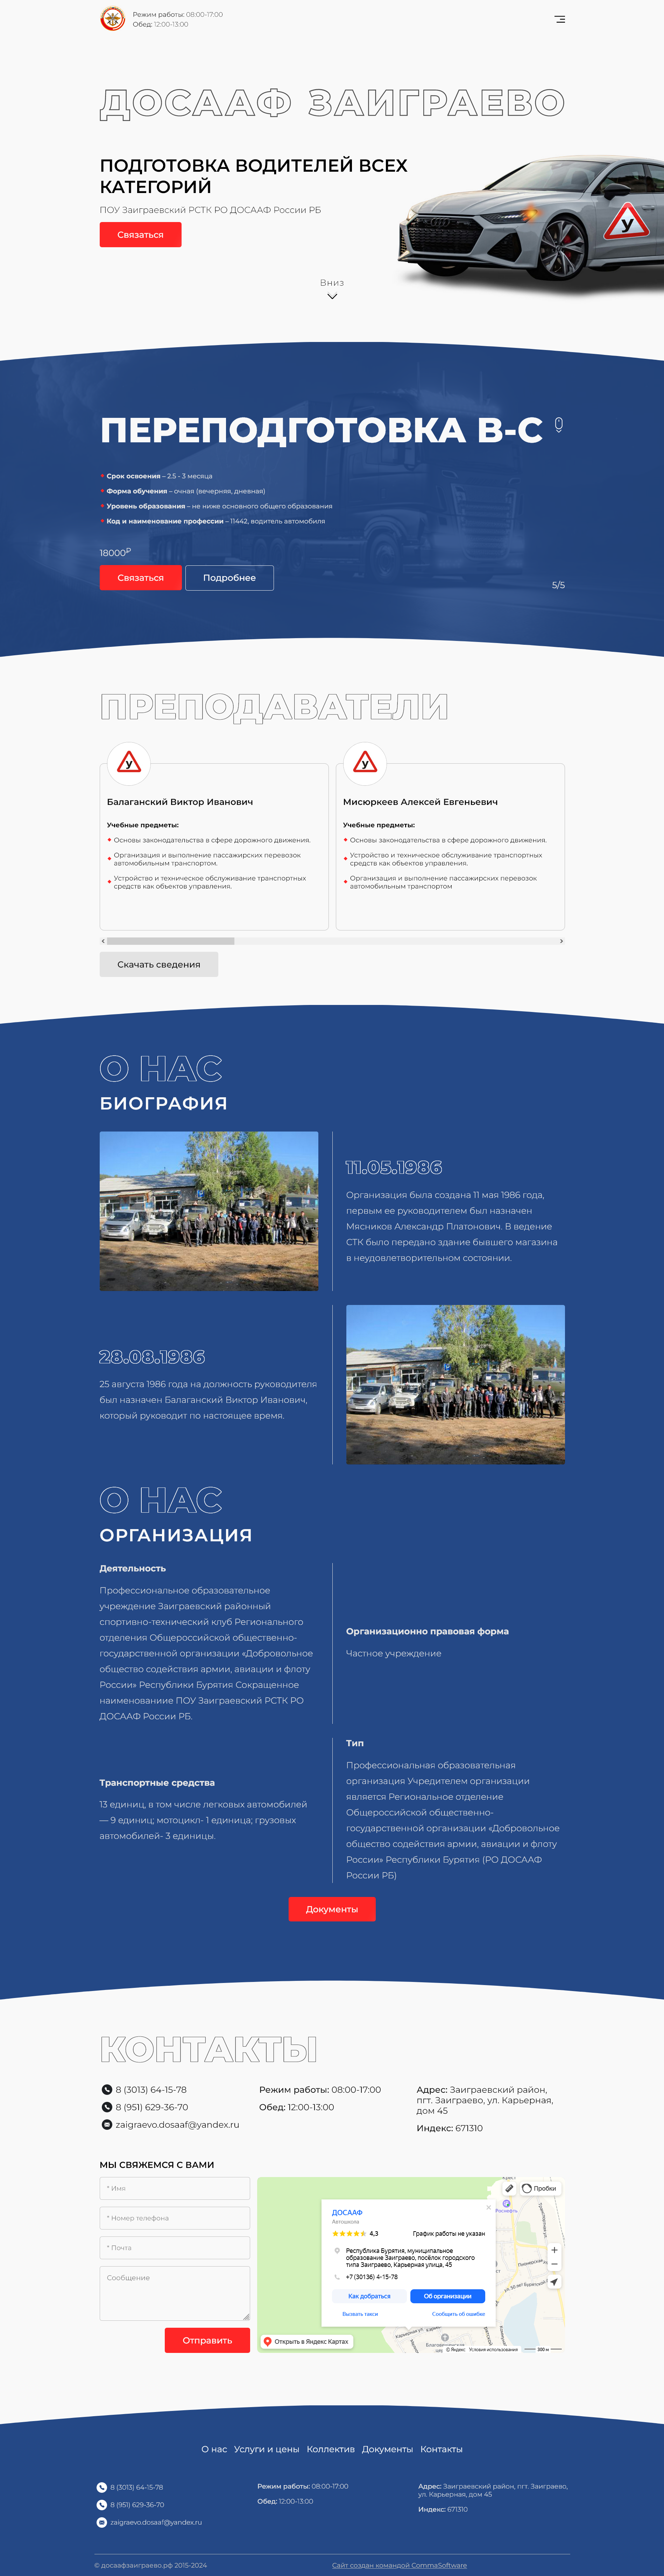 Режим работы: 08:00-17:00
Обед: 12:00-13:00
ДОСААФ ЗАИГРАЕВО
ПОДГОТОВКА ВОДИТЕЛЕЙ ВСЕХ
КАТЕГОРИЙ
ПОУ Заиграевский РСТК РО ДОСААФ России РБ
Связаться
У
Вниз
ПЕРЕПОДГОТОВКА В-С
Срок освоения – 2.5 - 3 месяца
Форма обучения – очная (вечерняя, дневная)
Уровень образования – не ниже основного общего образования
Код и наименование профессии – 11442, водитель автомобиля
18000₽
Связаться
Подробнее
5/5
ПРЕПОДАВАТЕЛИ
У
Балаганский Виктор Иванович
Учебные предметы:
Основы законодательства в сфере дорожного движения.
Организация и выполнение пассажирских перевозок
автомобильным транспортом.
Устройство и техническое обслуживание транспортных
средств как объектов управления.
У
Мисюркеев Алексей Евгеньевич
Учебные предметы:
Основы законодательства в сфере дорожного движения.
Устройство и техническое обслуживание транспортных
средств как объектов управления.
Организация и выполнение пассажирских перевозок
автомобильным транспортом
Скачать сведения
О НАС
БИОГРАФИЯ
11.05.1986
Организация была создана 11 мая 1986 года,
первым ее руководителем был назначен
Мясников Александр Платонович. В ведение
СТК было передано здание бывшего магазина
в неудовлетворительном состоянии.
28.08.1986
25 августа 1986 года на должность руководителя
был назначен Балаганский Виктор Иванович,
который руководит по настоящее время.
О НАС
ОРГАНИЗАЦИЯ
Деятельность
Профессиональное образовательное
учреждение Заиграевский районный
спортивно-технический клуб Регионального
отделения Общероссийской общественно-
государственной организации «Добровольное
общество содействия армии, авиации и флоту
России» Республики Бурятия Сокращенное
наименованиие ПОУ Заиграевский РСТК РО
ДОСААФ России РБ.
Организационно правовая форма
Частное учреждение
Транспортные средства
13 единиц, в том числе легковых автомобилей
— 9 единиц; мотоцикл- 1 единица; грузовых
автомобилей- 3 единицы.
Тип
Профессиональная образовательная
организация Учредителем организации
является Региональное отделение
Общероссийской общественно-
государственной организации «Добровольное
общество содействия армии, авиации и флоту
России» Республики Бурятия (РО ДОСААФ
России РБ)
Документы
КОНТАКТЫ
8 (3013) 64-15-78
8 (951) 629-36-70
zaigraevo.dosaaf@yandex.ru
Режим работы: 08:00-17:00
Обед: 12:00-13:00
Адрес: Заиграевский район,
пгт. Заиграево, ул. Карьерная,
дом 45
Индекс: 671310
МЫ СВЯЖЕМСЯ С ВАМИ
* Имя
* Номер телефона
* Почта
Сообщение
Отправить
Пробки
Роснефть
ДОСААФ
Автошкола
4,3
График работы не указан
Республика Бурятия, муниципальное
образование Заиграево, посёлок городского
типа Заиграево, Карьерная улица, 45
+7 (30136) 4-15-78
Как добраться
Об организации
Вызвать такси
Сообщить об ошибке
Открыть в Яндекс Картах
© Яндекс Условия использования
300 м
О нас Услуги и цены Коллектив Документы Контакты
8 (3013) 64-15-78
8 (951) 629-36-70
zaigraevo.dosaaf@yandex.ru
Режим работы: 08:00-17:00
Обед: 12:00-13:00
Адрес: Заиграевский район, пгт. Заиграево,
ул. Карьерная, дом 45
Индекс: 671310
© досаафзаиграево.рф 2015-2024
Сайт создан командой CommaSoftware